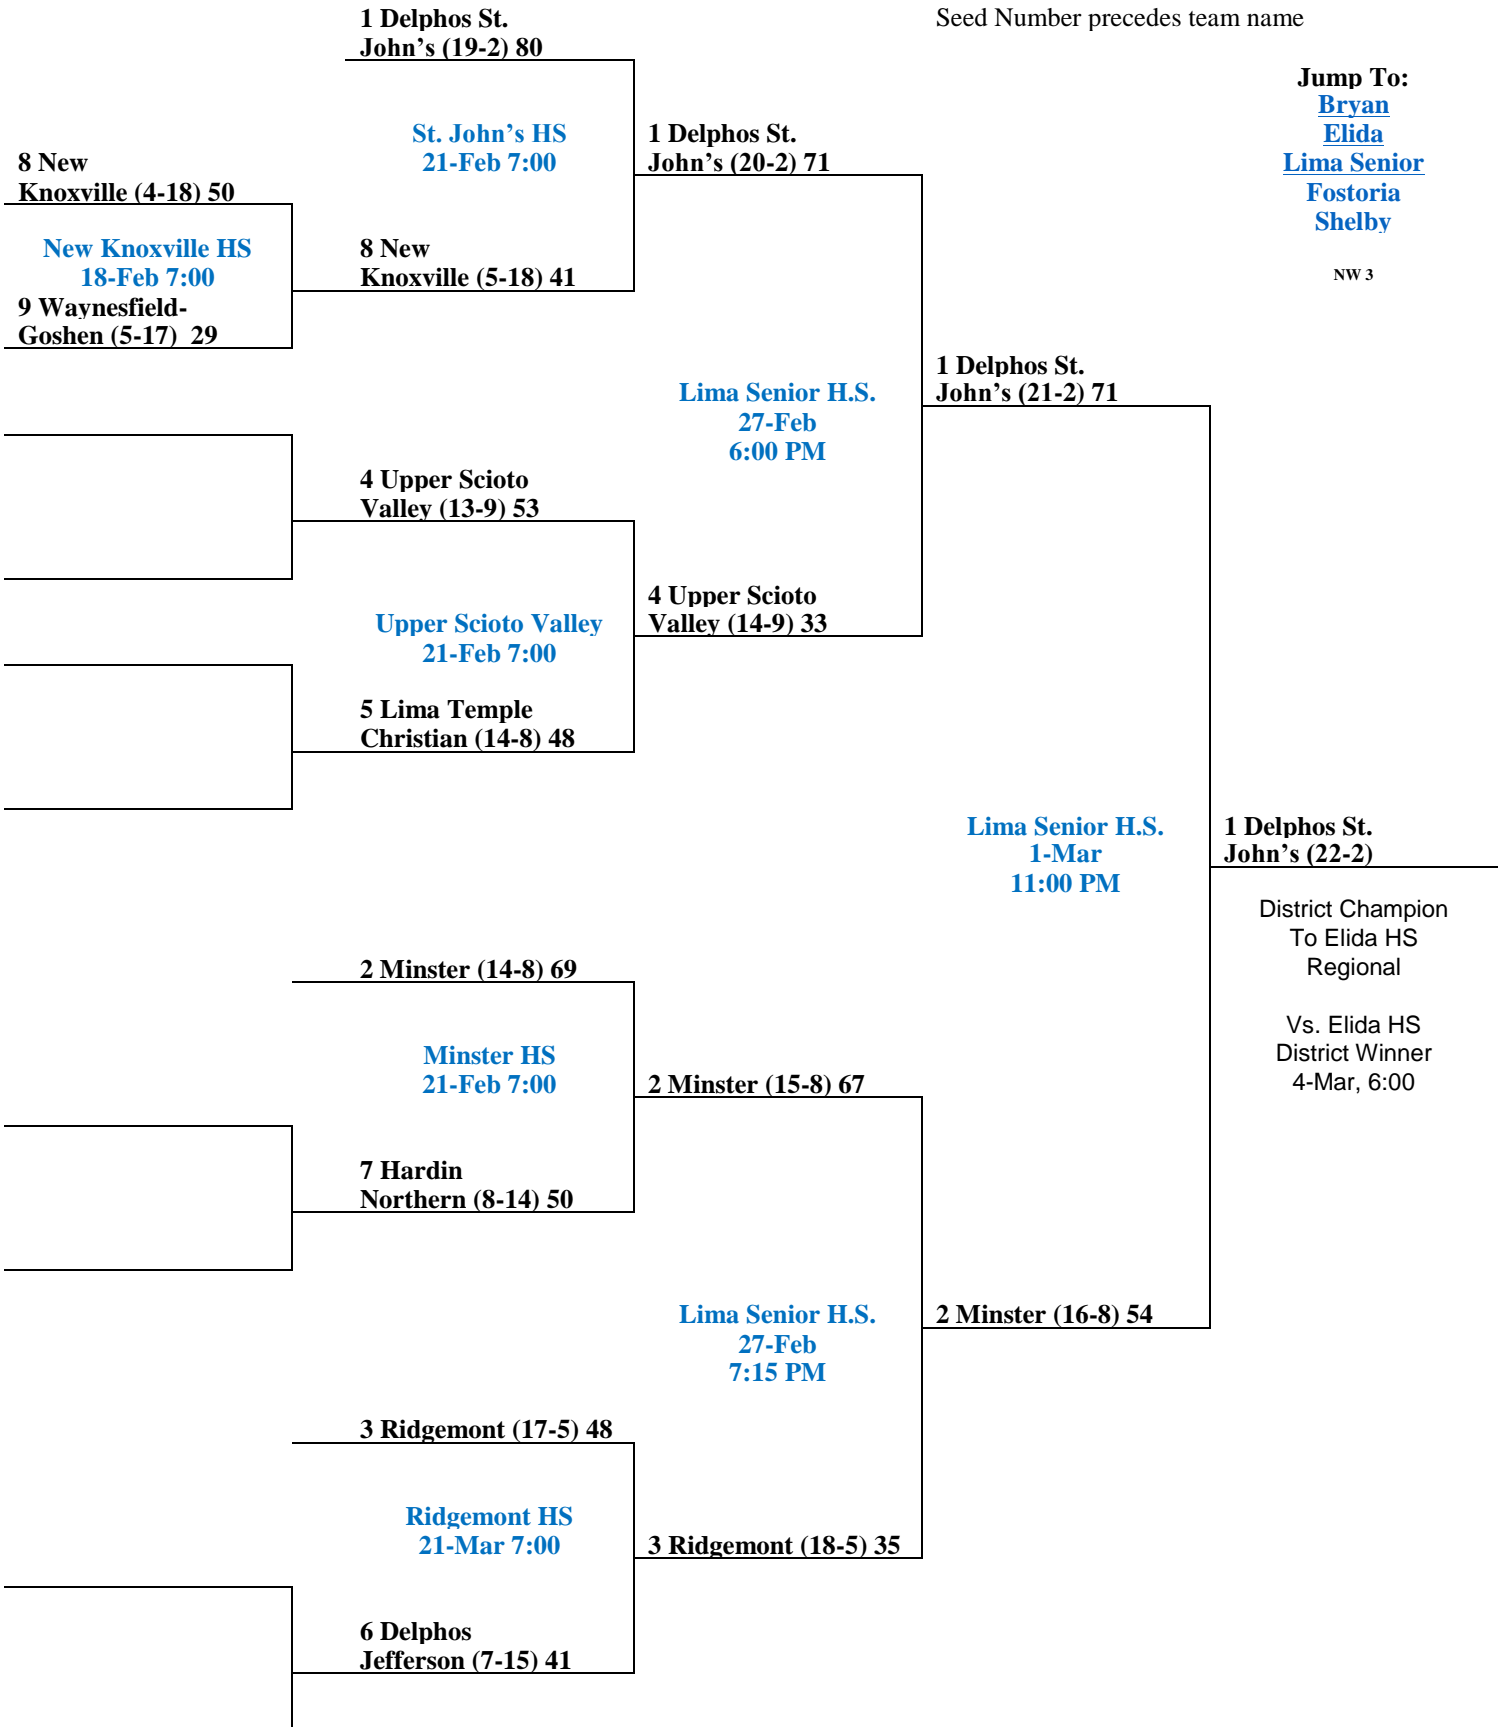 1 Delphos St.
John’s (19-2) 80
Seed Number precedes team name
Jump To:
Bryan
Elida
Lima Senior
Fostoria
Shelby
NW 3
St. John’s HS
21-Feb 7:00
1 Delphos St.
John’s (20-2) 71
8 New
Knoxville (4-18) 50
New Knoxville HS
18-Feb 7:00
8 New
Knoxville (5-18) 41
9 Waynesfield-
Goshen (5-17)  29
1 Delphos St.
John’s (21-2) 71
Lima Senior H.S.
27-Feb
6:00 PM
4 Upper Scioto
Valley (13-9) 53
4 Upper Scioto
Valley (14-9) 33
Upper Scioto Valley
21-Feb 7:00
5 Lima Temple
Christian (14-8) 48
Lima Senior H.S.
1-Mar
11:00 PM
1 Delphos St.
John’s (22-2)
District Champion
To Elida HS
Regional
Vs. Elida HS
District Winner
4-Mar, 6:00
2 Minster (14-8) 69
Minster HS
21-Feb 7:00
2 Minster (15-8) 67
7 Hardin
Northern (8-14) 50
Lima Senior H.S.
27-Feb
7:15 PM
2 Minster (16-8) 54
3 Ridgemont (17-5) 48
Ridgemont HS
21-Mar 7:00
3 Ridgemont (18-5) 35
6 Delphos
Jefferson (7-15) 41